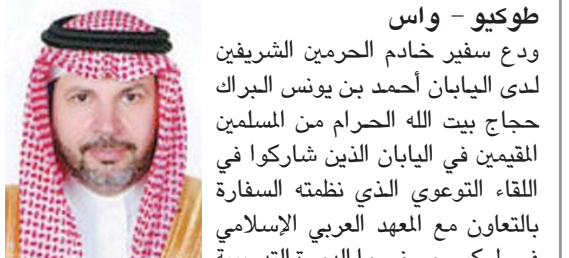 طوكيو – واس
ودع سفير خادم الحرمين الشريفين
لدى اليابان أحمد بن يونس البراك
حجاج بيت الله الحرام من المسلمين
المقيمين في اليابان الذين شاركوا في
اللقاء التوعوي الذي نظمته السفارة
بالتعاون مع المعهد العربي الإسلامي
في